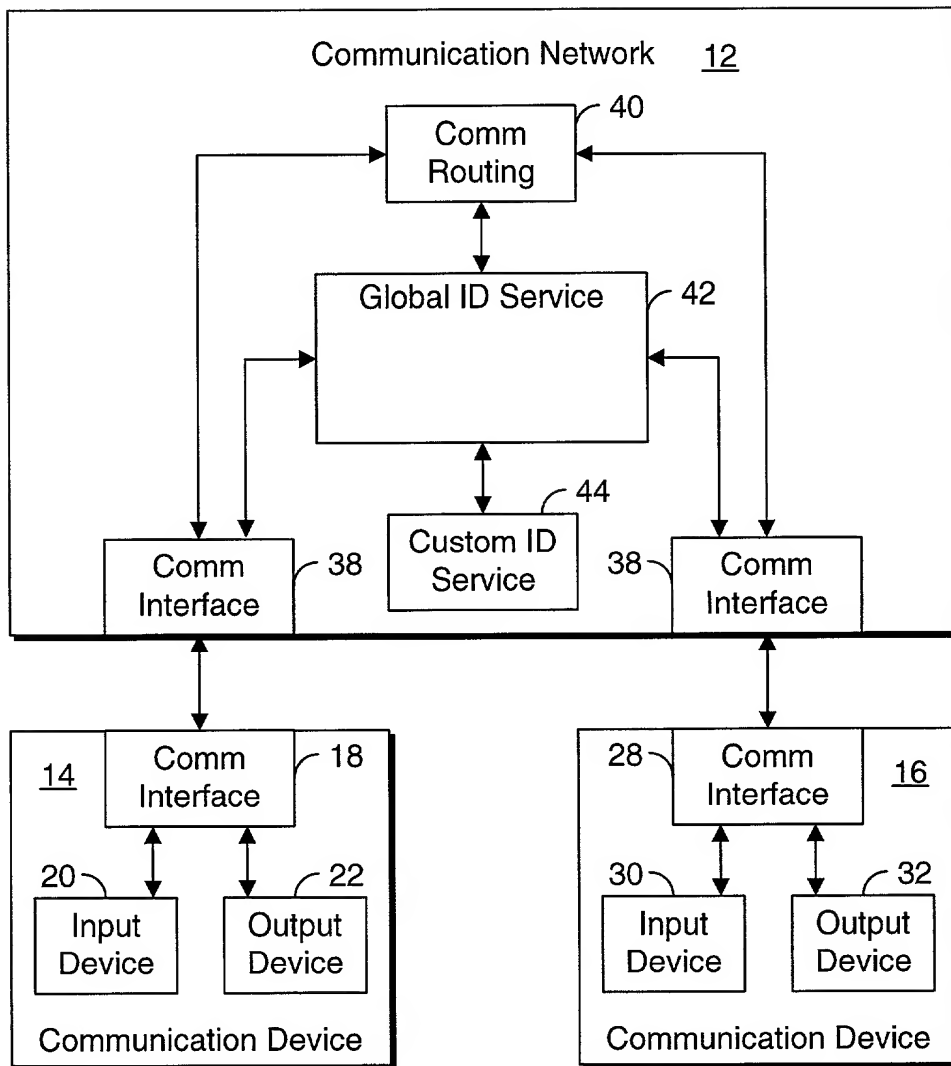 Communication Network 12
40
Comm
Routing
Global ID Service
42
44
Custom ID
Service
Comm
Interface
38
38
Comm
Interface
14
Comm
Interface
18
28
Comm
Interface
16
20
22
Input
Device
Output
Device
30
32
Input
Device
Output
Device
Communication Device
Communication Device